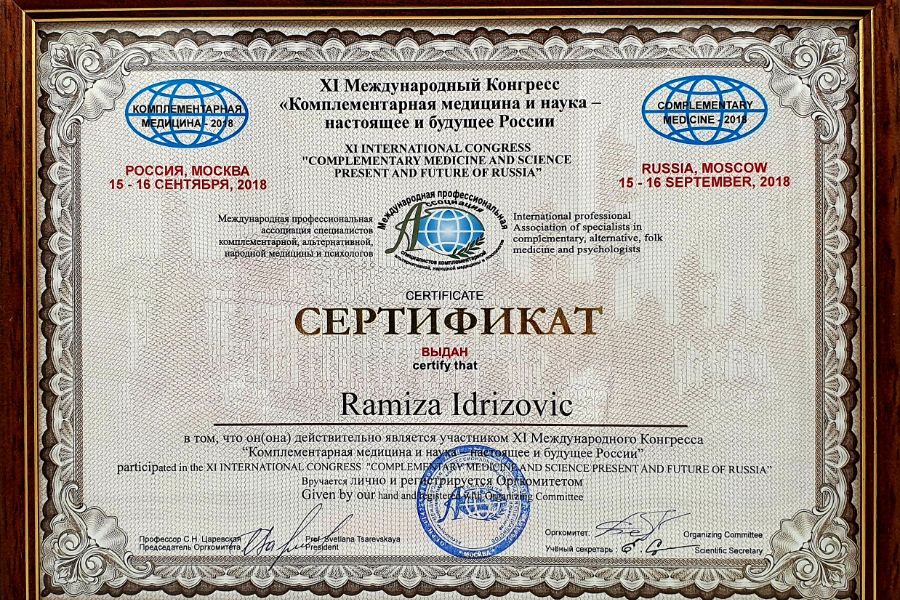 XI Международный Конгресс
«Комплементарная медицина и наука –
настоящее и будущее России
XI INTERNATIONAL CONGRESS
"COMPLEMENTARY MEDICINE AND SCIENCE
PRESENT AND FUTURE OF RUSSIA”
КОМПЛЕМЕНТАРНАЯ
МЕДИЦИНА - 2018
РОССИЯ, МОСКВА
15 - 16 СЕНТЯБРЯ, 2018
COMPLEMENTARY
MEDICINE - 2018
RUSSIA, MOSCOW
15 - 16 SEPTEMBER, 2018
Международная профессиональная
ассоциация специалистов
комплементарной, альтернативной,
народной медицины и психологов
Международная профессиональная
Ассоциация
International professional
Association of specialists in
complementary, alternative, folk
medicine and psychologists
CERTIFICATE
СЕРТИФИКАТ
ВЫДАН
certify that
Ramiza Idrizovic
в том, что он(она) действительно является участником XI Международного Конгресса
“Комплементарная медицина и наука – настоящее и будущее России”
participated in the XI INTERNATIONAL CONGRESS “COMPLEMENTARY MEDICINE AND SCIENCE PRESENT AND FUTURE OF RUSSIA”
Вручается лично и регистрируется Оргкомитетом
Given by our hand and registered with Organizing Committee
МОСКВА
Профессор С.Н. Царевская Prof. Svetlana Tsarevskaya
Председатель Оргкомитета President
Оргкомитет: Organizing Committee
Учёный секретарь Scientific Secretary